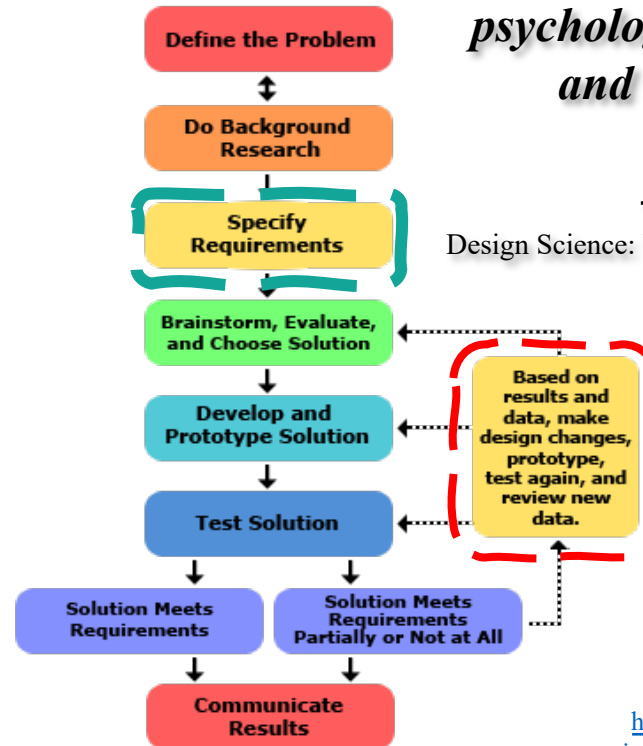 Define the Problem
Do Background
Research
Specify
Requirements
Brainstorm, Evaluate,
and Choose Solution
Develop and
Prototype Solution
Test Solution
Solution Meets
Requirements
Solution Meets
Requirements
Partially or Not at All
Communicate
Results
Based on
results and
data, make
design changes,
prototype,
test again, and
review new
data.
and
Design Science: